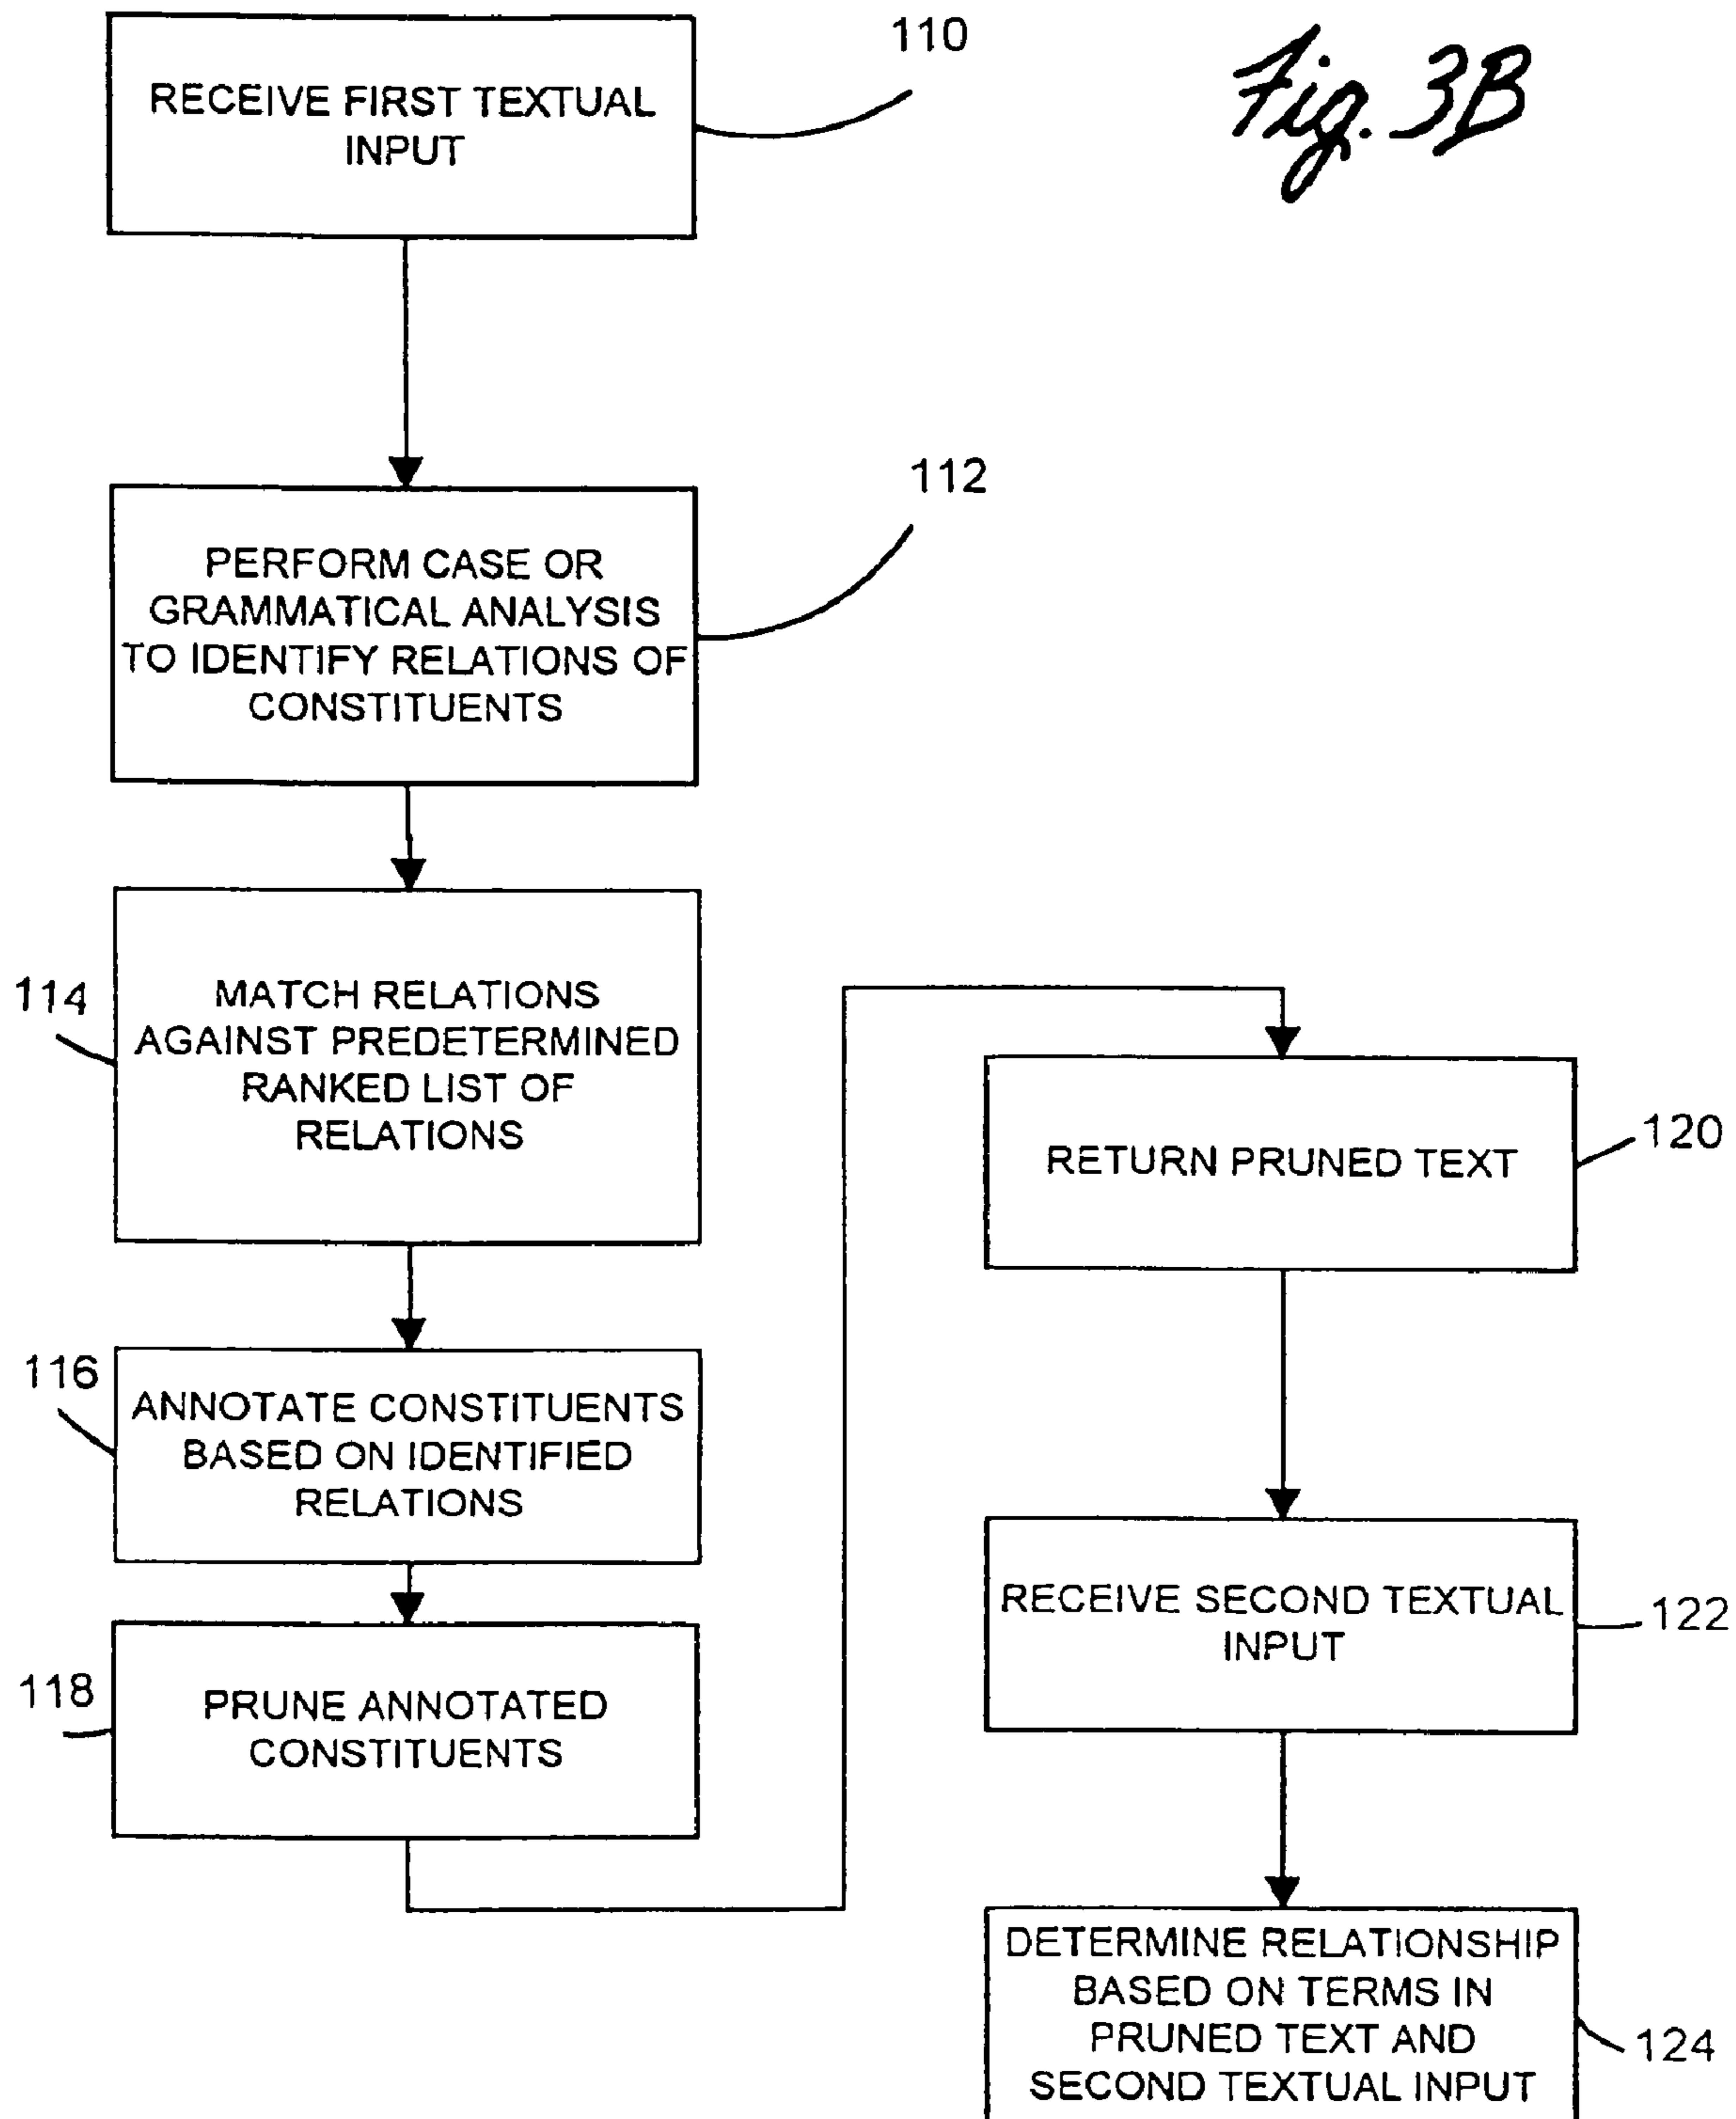 110
Fig. 3B
RECEIVE FIRST TEXTUAL
INPUT
112
PERFORM CASE OR
GRAMMATICAL ANALYSIS
TO IDENTIFY RELATIONS OF
CONSTITUENTS
114
MATCH RELATIONS
AGAINST PREDETERMINED
RANKED LIST OF
RELATIONS
116
ANNOTATE CONSTITUENTS
BASED ON IDENTIFIED
RELATIONS
118
PRUNE ANNOTATED
CONSTITUENTS
120
RETURN PRUNED TEXT
122
RECEIVE SECOND TEXTUAL
INPUT
DETERMINE RELATIONSHIP
BASED ON TERMS IN
PRUNED TEXT AND
SECOND TEXTUAL INPUT
124